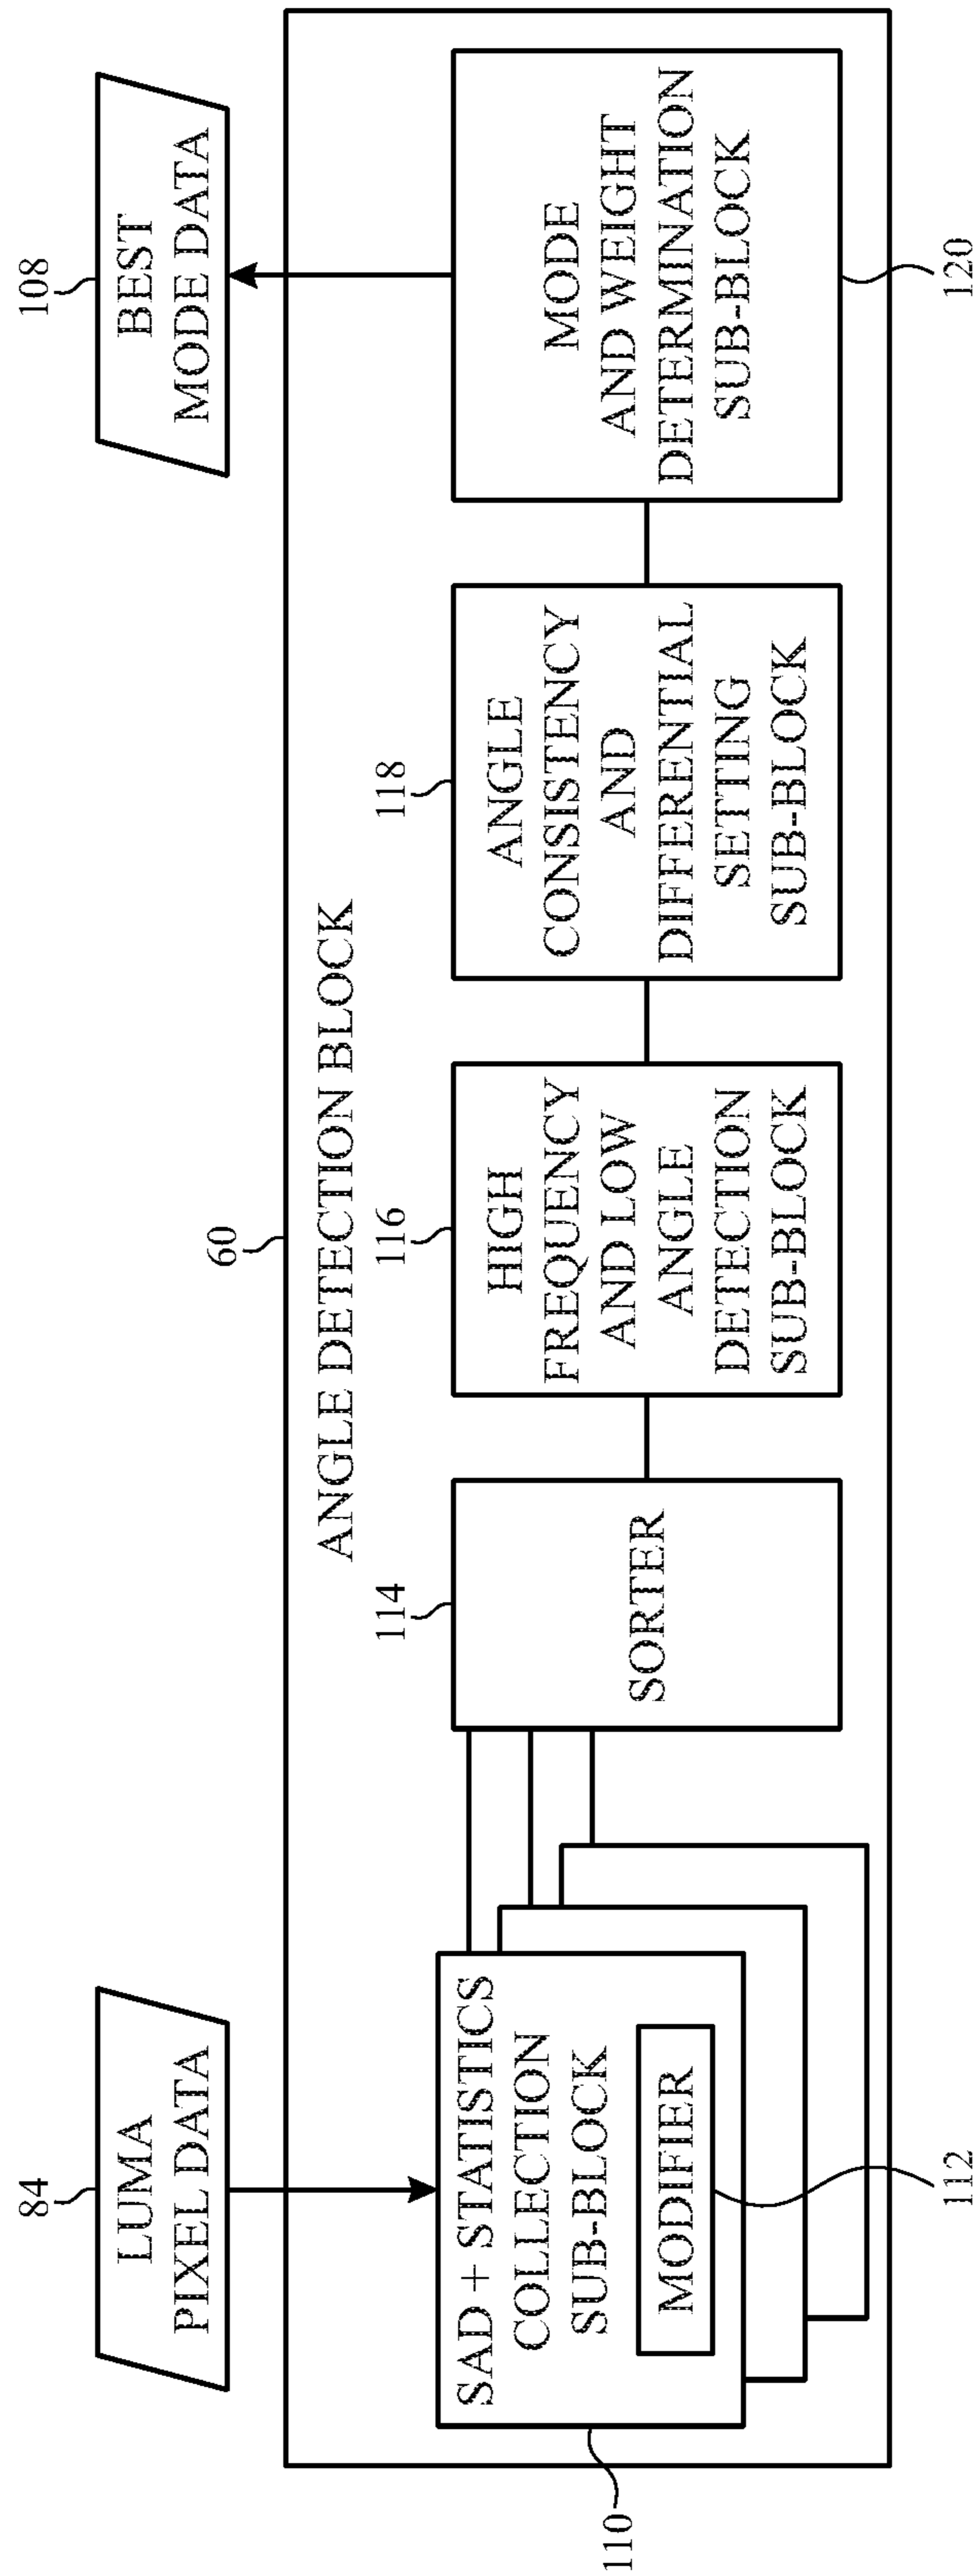 84
LUMA
PIXEL DATA
108
BEST
MODE DATA
60
ANGLE DETECTION BLOCK
110
SAD + STATISTICS
COLLECTION
SUB-BLOCK
MODIFIER
112
114
SORTER
116
HIGH
FREQUENCY
AND LOW
ANGLE
DETECTION
SUB-BLOCK
118
ANGLE
CONSISTENCY
AND
DIFFERENTIAL
SETTING
SUB-BLOCK
MODE
AND WEIGHT
DETERMINATION
SUB-BLOCK
120